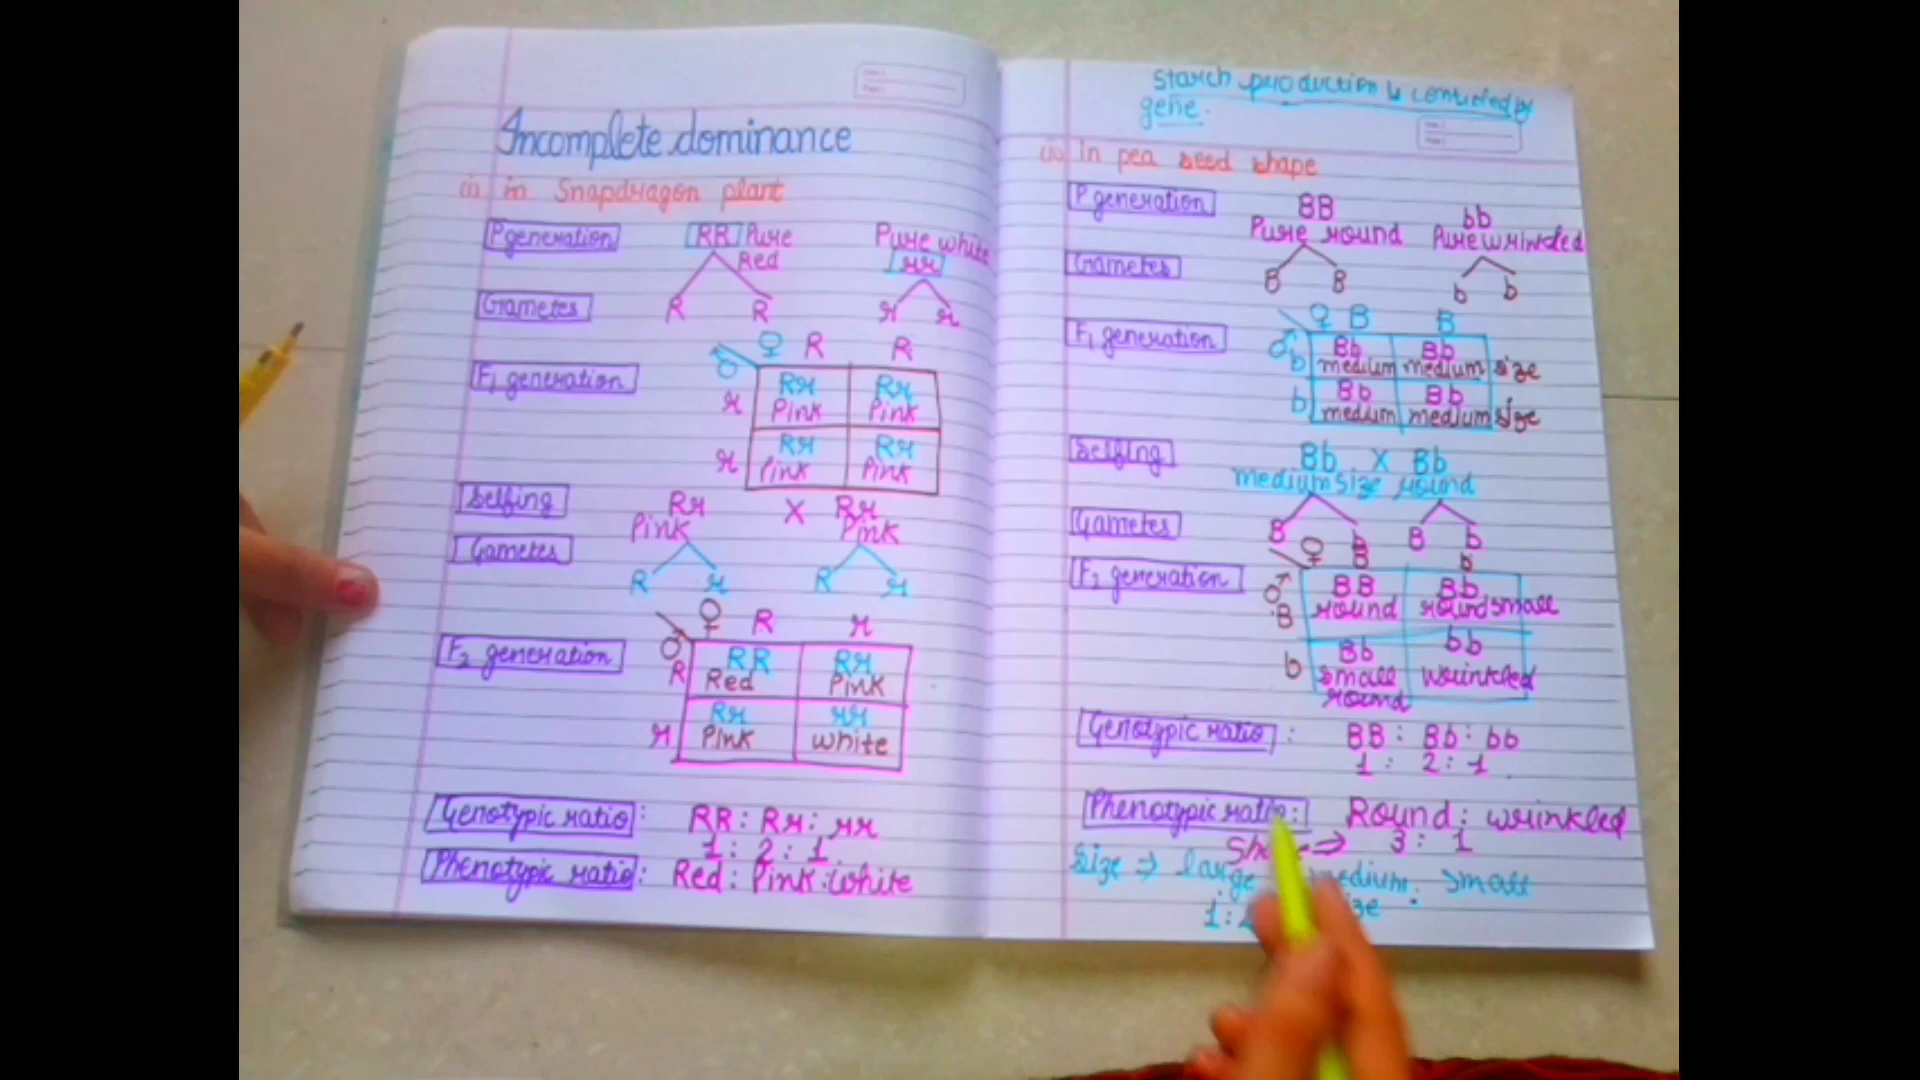 Incomplete dominance
(i) in Snapdragon plant
P generation RR Pure Pure white
Red rr
Gametes R R r r
♀ R R
♂
F1 generation Rr Rr
r Pink Pink
Rr Rr
r Pink Pink
Selfing Rr X Rr
Pink Pink
Gametes
R r R r
♀ R r
♂
F2 generation RR Rr
R Red Pink
Rr rr
r Pink white
Genotypic ratio : RR : Rr : rr
1 : 2 : 1
Phenotypic ratio : Red : Pink : White
Starch production is controled by
gene.
(ii) In pea seed shape
P generation BB bb
Pure round Pure wrinkled
Gametes
B B b b
♀ B B
F1 generation ♂ Bb Bb
b medium medium size
Bb Bb
b medium medium size
Selfing Bb X Bb
medium size round
Gametes
B b B b
♀ B b
F2 generation ♂ BB Bb
B round round small
Bb bb
b small wrinkled
round
Genotypic ratio : BB : Bb : bb
1 : 2 : 1
Phenotypic ratio : Round : wrinkled
⇒ 3 : 1
Size ⇒ large medium : small
1 :